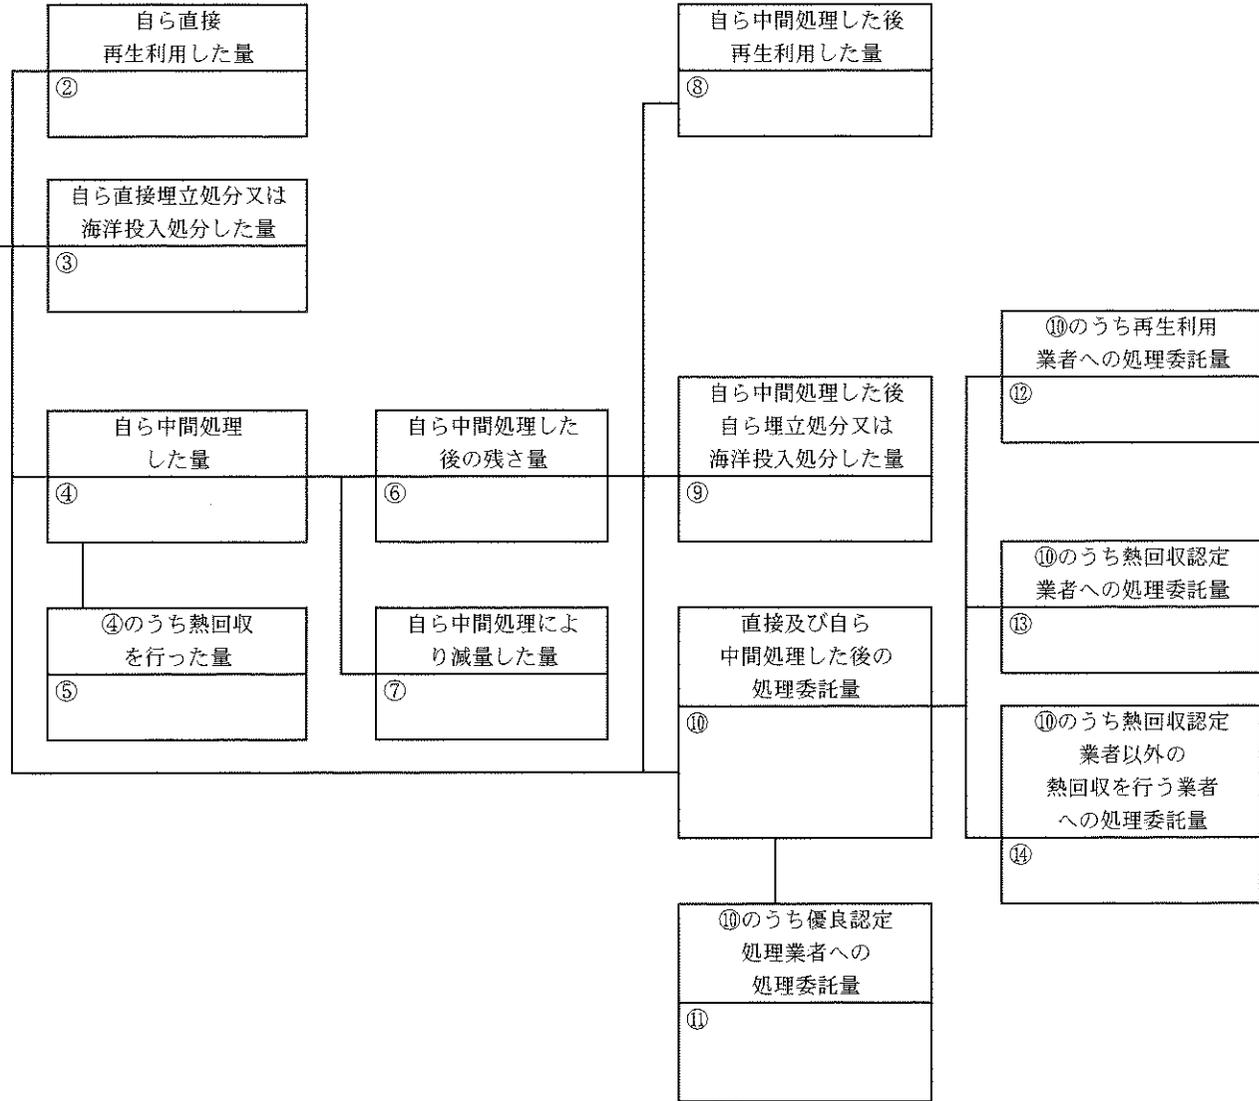 自ら直接
再生利用した量
②
自ら直接埋立処分又は
海洋投入処分した量
③
自ら中間処理
した量
④
④のうち熱回収
を行った量
⑤
自ら中間処理した
後の残さ量
⑥
自ら中間処理によ
り減量した量
⑦
自ら中間処理した後
再生利用した量
⑧
自ら中間処理した後
自ら埋立処分又は
海洋投入処分した量
⑨
直接及び自ら
中間処理した後の
処理委託量
⑩
⑩のうち優良認定
処理業者への
処理委託量
⑪
⑩のうち再生利用
業者への処理委託量
⑫
⑩のうち熱回収認定
業者への処理委託量
⑬
⑩のうち熱回収認定
業者以外の
熱回収を行う業者
への処理委託量
⑭